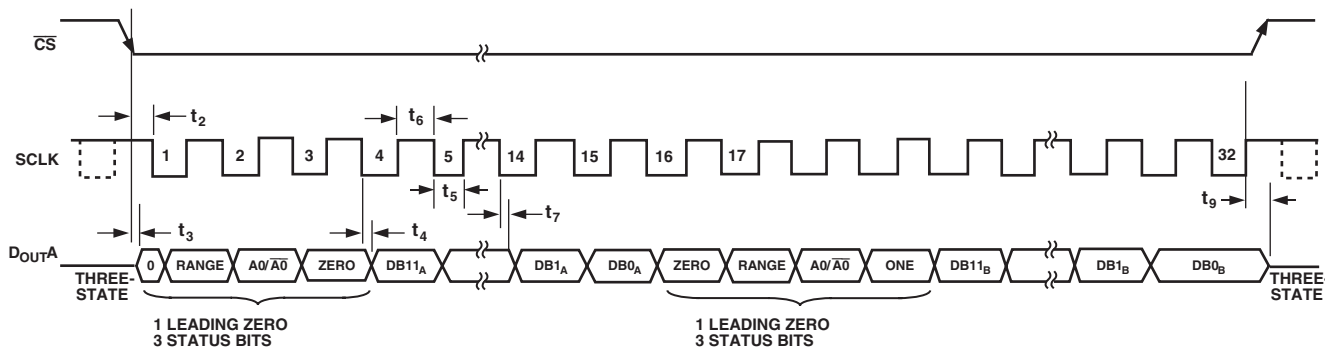 CS
t2
t6
SCLK
1 2 3 4 5 14 15 16 17 32
t5
t7
t9
t3
t4
DOUTA
0 RANGE A0/A0 ZERO DB11A DB1A DB0A ZERO RANGE A0/A0 ONE DB11B DB1B DB0B
THREE-
STATE
THREE-
STATE
1 LEADING ZERO
3 STATUS BITS
1 LEADING ZERO
3 STATUS BITS